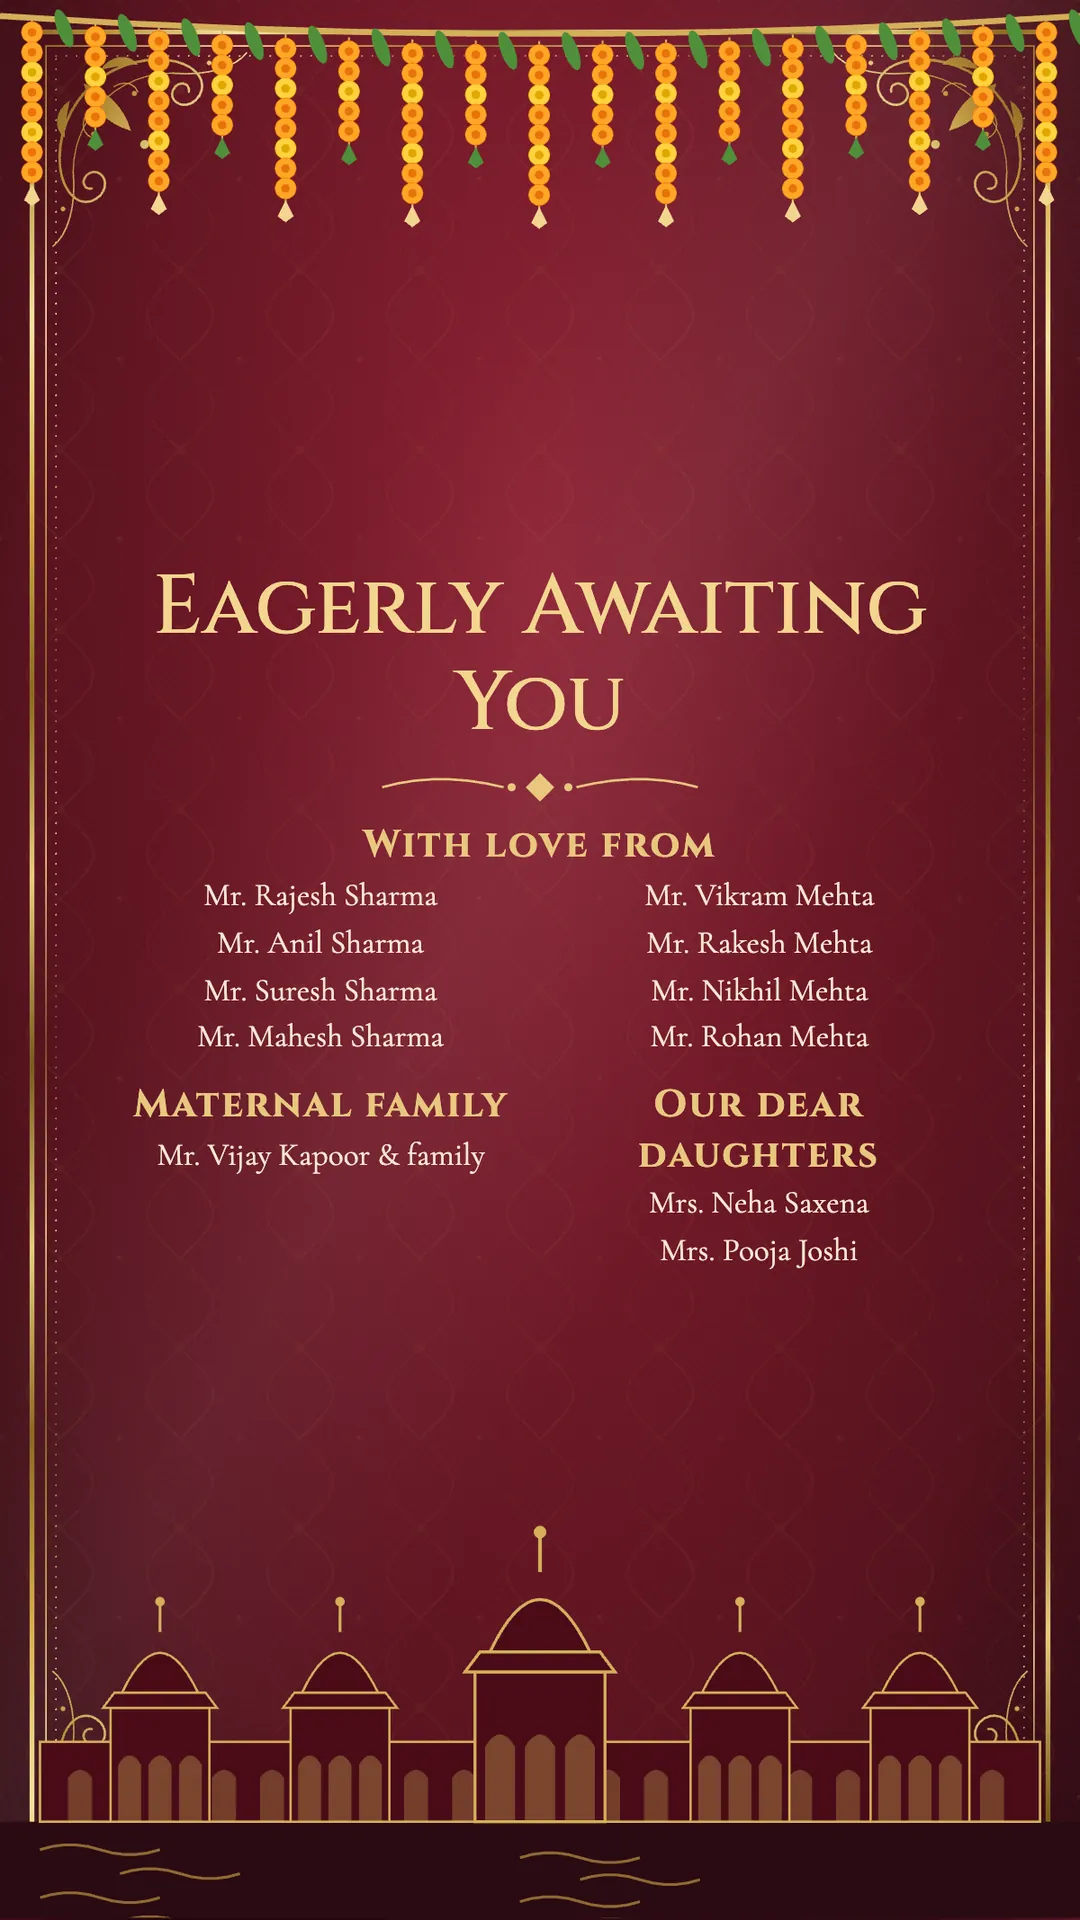 Eagerly Awaiting
You
With love from
Mr. Rajesh Sharma
Mr. Anil Sharma
Mr. Suresh Sharma
Mr. Mahesh Sharma
Mr. Vikram Mehta
Mr. Rakesh Mehta
Mr. Nikhil Mehta
Mr. Rohan Mehta
Maternal family
Mr. Vijay Kapoor & family
Our dear
daughters
Mrs. Neha Saxena
Mrs. Pooja Joshi